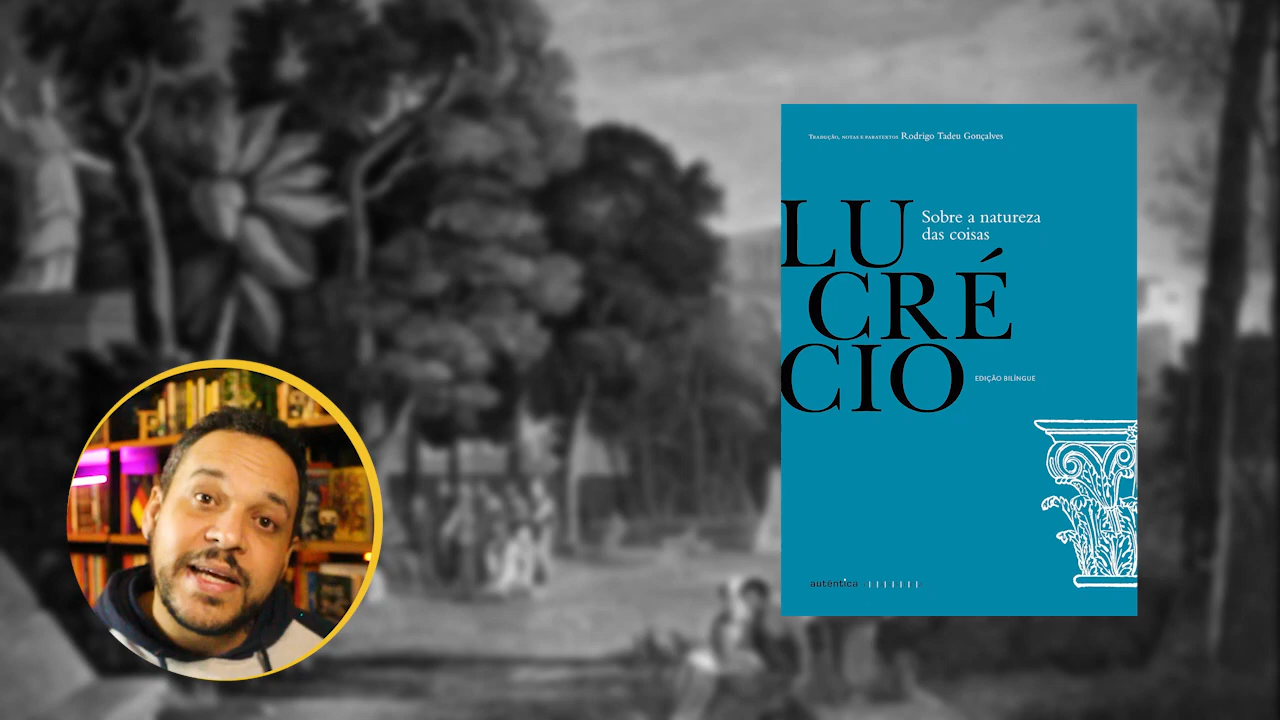 Tradução, notas e paratextos Rodrigo Tadeu Gonçalves
LU
Sobre a natureza
das coisas
CRÉ
CIO
EDIÇÃO BILÍNGUE
autêntica